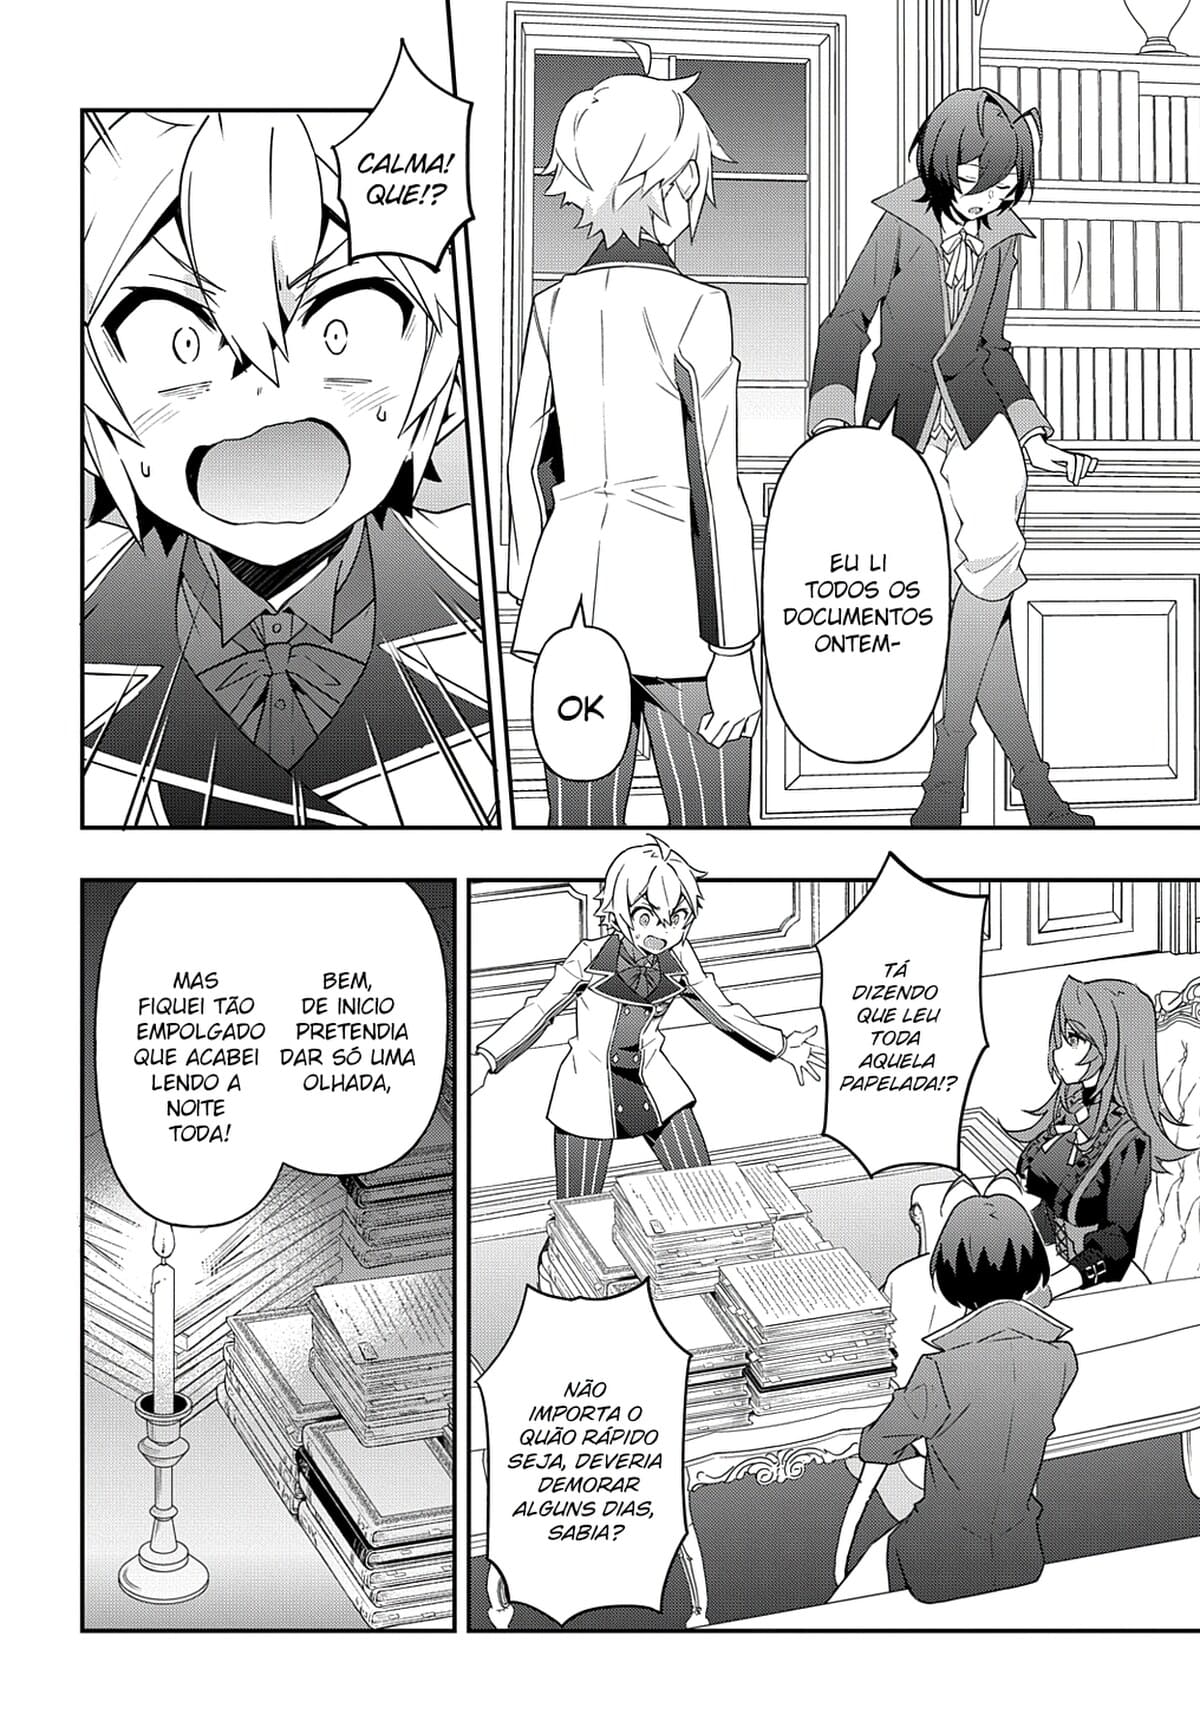 EU LI
TODOS OS
DOCUMENTOS
ONTEM-
OK
CALMA!
QUE!?
TÁ
DIZENDO
QUE LEU
TODA
AQUELA
PAPELADA!?
NÃO
IMPORTA O
QUÃO RÁPIDO
SEJA, DEVERIA
DEMORAR
ALGUNS DIAS,
SABIA?
BEM,
DE INICIO
PRETENDIA
DAR SÓ UMA
OLHADA,
MAS
FIQUEI TÃO
EMPOLGADO
QUE ACABEI
LENDO A
NOITE
TODA!